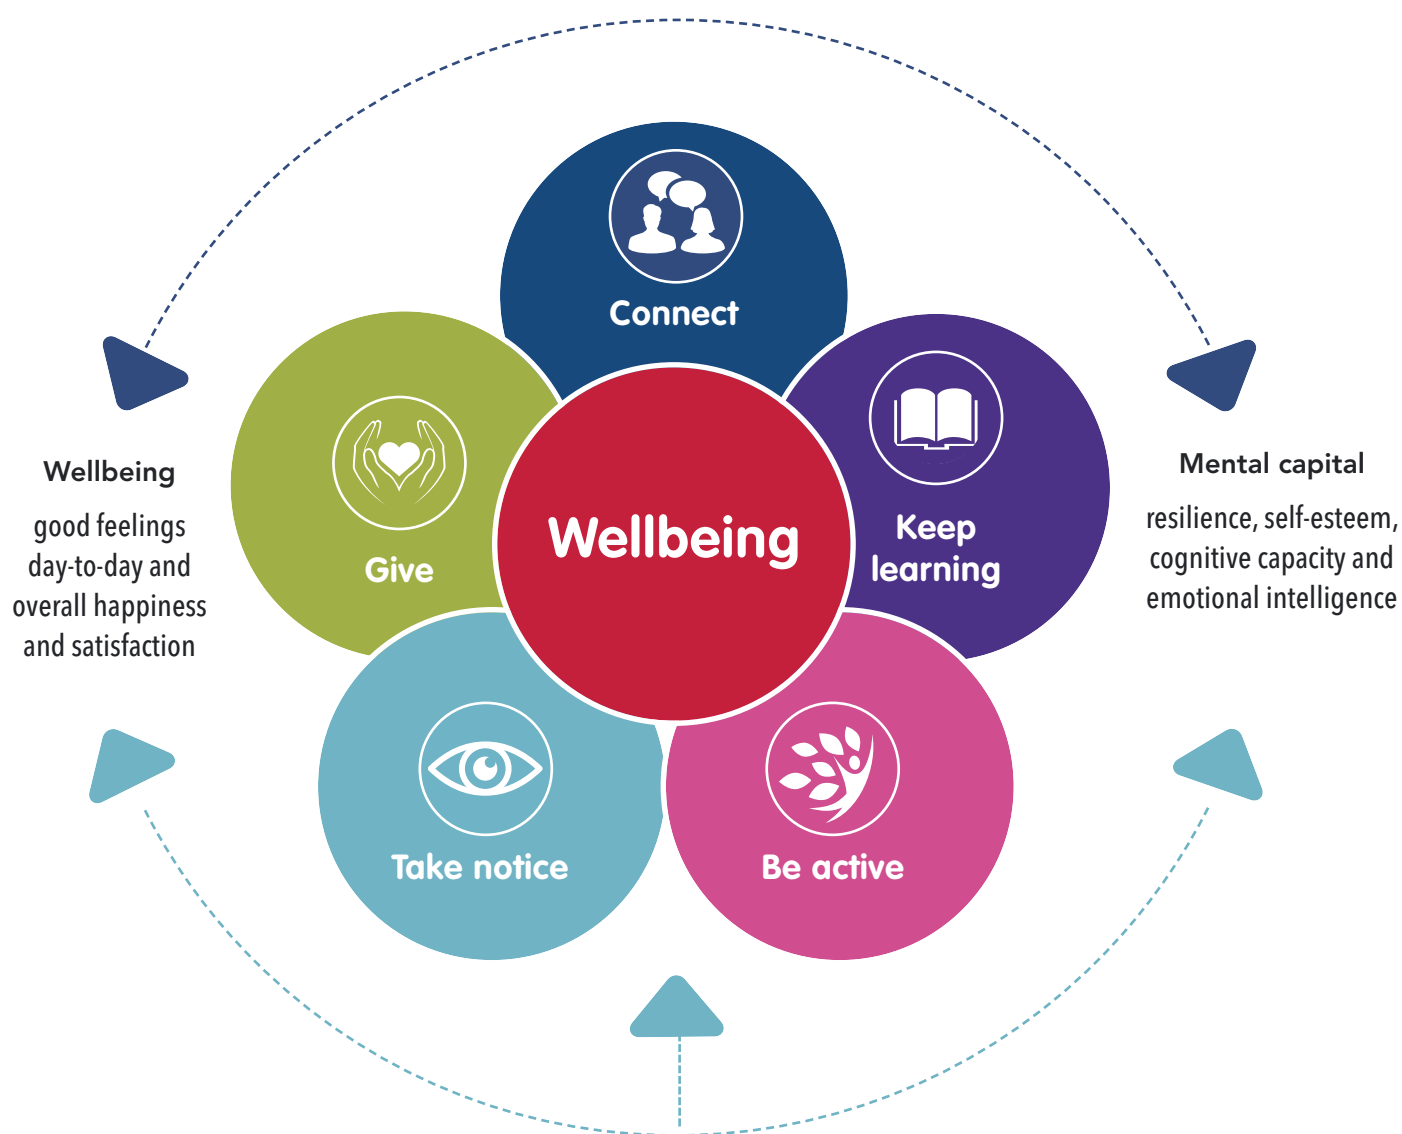 Connect
Give
Wellbeing
Keep
learning
Take notice
Be active
Wellbeing
good feelings
day-to-day and
overall happiness
and satisfaction
Mental capital
resilience, self-esteem,
cognitive capacity and
emotional intelligence